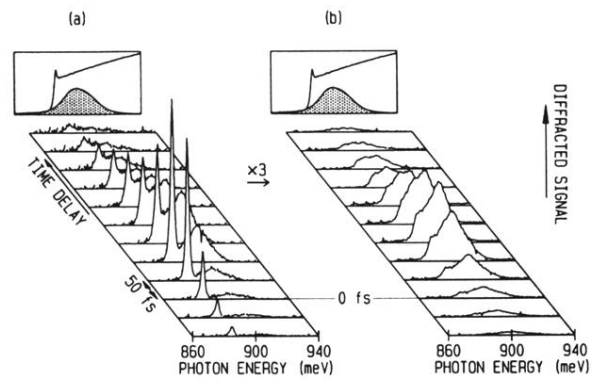 (a)
(b)
DIFFRACTED SIGNAL
×3
TIME DELAY
50 fs
0 fs
860 900 940
PHOTON ENERGY (meV)
860 900 940
PHOTON ENERGY (meV)